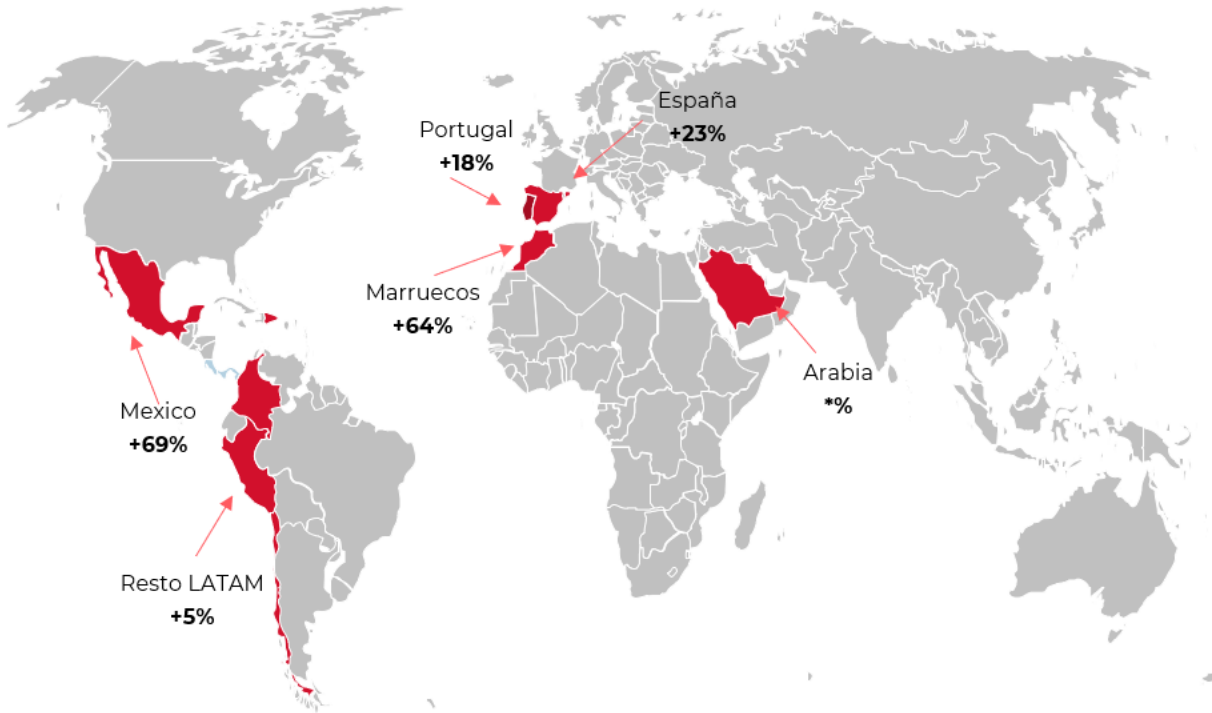 España
+23%
Portugal
+18%
Marruecos
+64%
Arabia
*%
Mexico
+69%
Resto LATAM
+5%